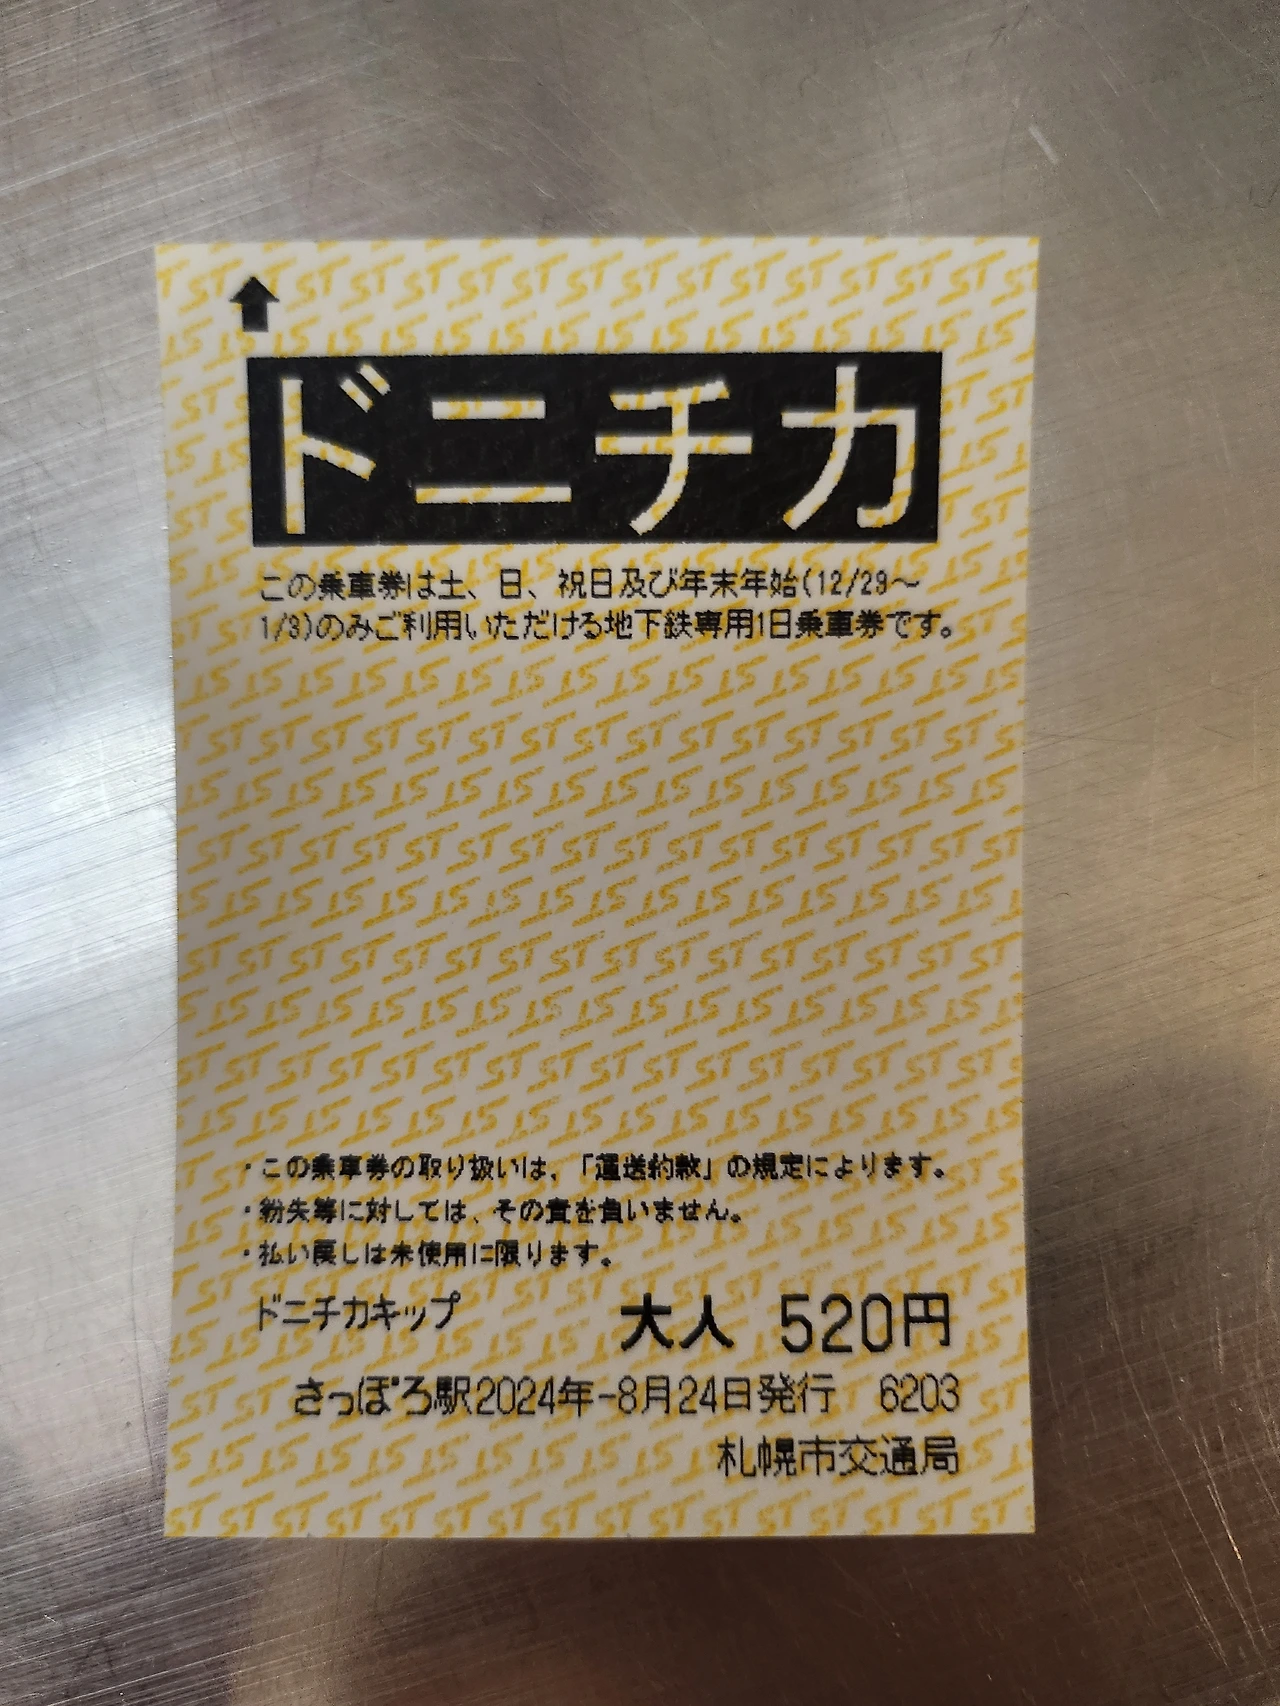 ドニチカ
この乗車券は土、日、祝日及び年末年始(12/29～
1/3)のみご利用いただける地下鉄専用1日乗車券です。
・この乗車券の取り扱いは、「運送約款」の規定によります。
・紛失等に対しては、その責を負いません。
・払い戻しは未使用に限ります。
ドニチカキップ 大人 520円
さっぽろ駅2024年-8月24日発行 6203
札幌市交通局